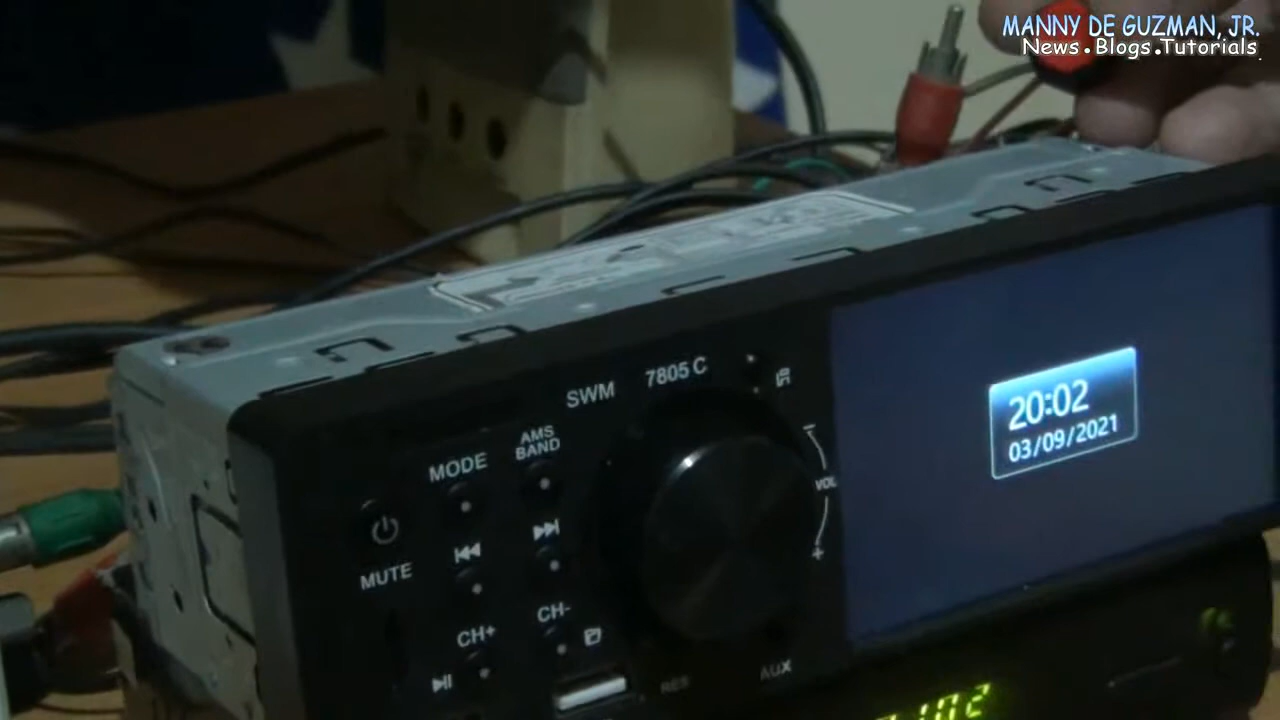 MANNY DE GUZMAN, JR.
News.Blogs.Tutorials
SWM 7805 C
AMS
BAND
MODE
VOL
MUTE
CH-
CH+
RES
AUX
20:02
03/09/2021